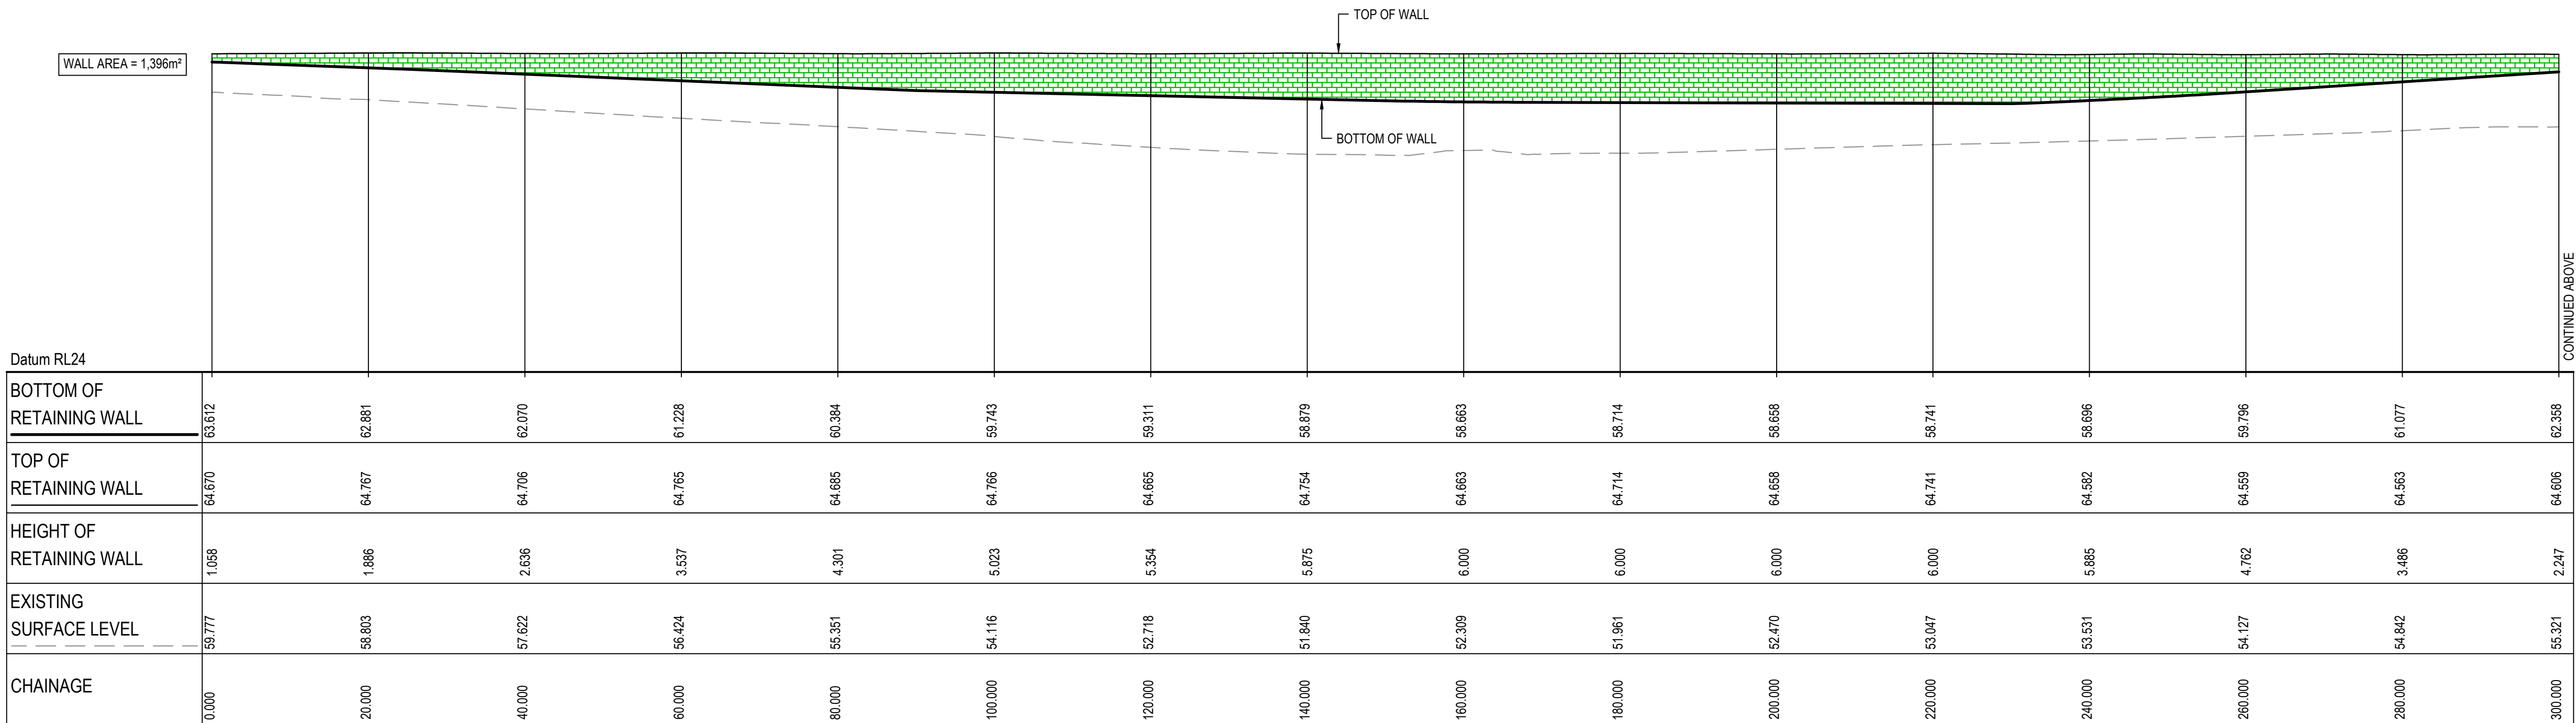 TOP OF WALL
WALL AREA = 1,396m²
BOTTOM OF WALL
CONTINUED ABOVE
Datum RL24
BOTTOM OF
RETAINING WALL
63.612 62.881 62.070 61.228 60.384 59.743 59.311 58.879 58.663 58.714 58.658 58.741 58.696 59.796 61.077 62.358
TOP OF
RETAINING WALL
64.670 64.767 64.706 64.765 64.685 64.766 64.665 64.754 64.663 64.714 64.658 64.741 64.582 64.559 64.563 64.606
HEIGHT OF
RETAINING WALL
1.058 1.886 2.636 3.537 4.301 5.023 5.354 5.875 6.000 6.000 6.000 6.000 5.885 4.762 3.486 2.247
EXISTING
SURFACE LEVEL
59.777 58.803 57.622 56.424 55.351 54.116 52.718 51.840 52.309 51.961 52.470 53.047 53.531 54.127 54.842 55.321
CHAINAGE
0.000 20.000 40.000 60.000 80.000 100.000 120.000 140.000 160.000 180.000 200.000 220.000 240.000 260.000 280.000 300.000